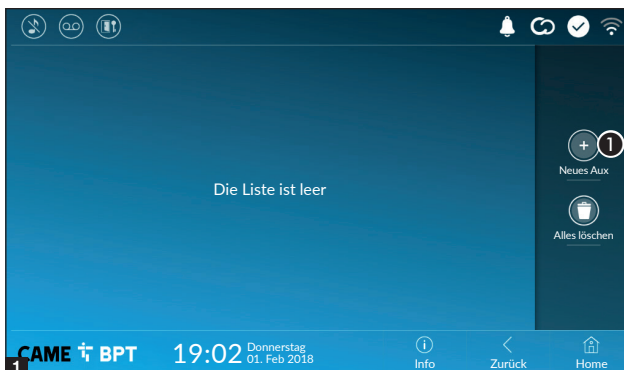 1
Neues Aux
Die Liste ist leer
Alles löschen
CAME BPT
19:02
Donnerstag
01. Feb 2018
Info
Zurück
Home
1